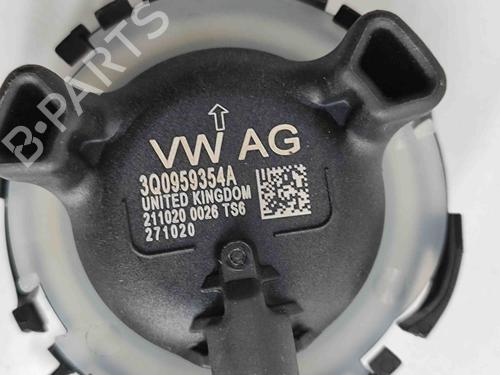 B-PARTS
VW AG
3Q0959354A
UNITED KINGDOM
211020 0026 TS6
271020